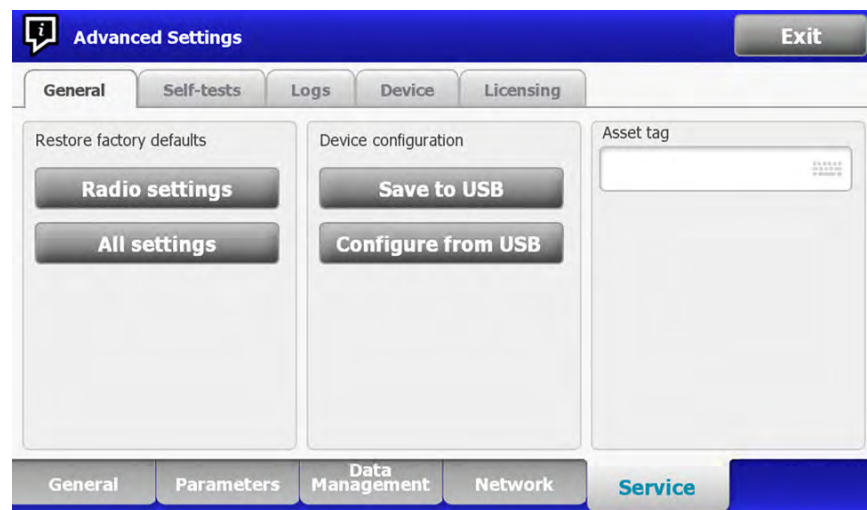 Advanced Settings
Exit
General
Self-tests
Logs
Device
Licensing
Restore factory defaults
Radio settings
All settings
Device configuration
Save to USB
Configure from USB
Asset tag
General
Parameters
Data
Management
Network
Service